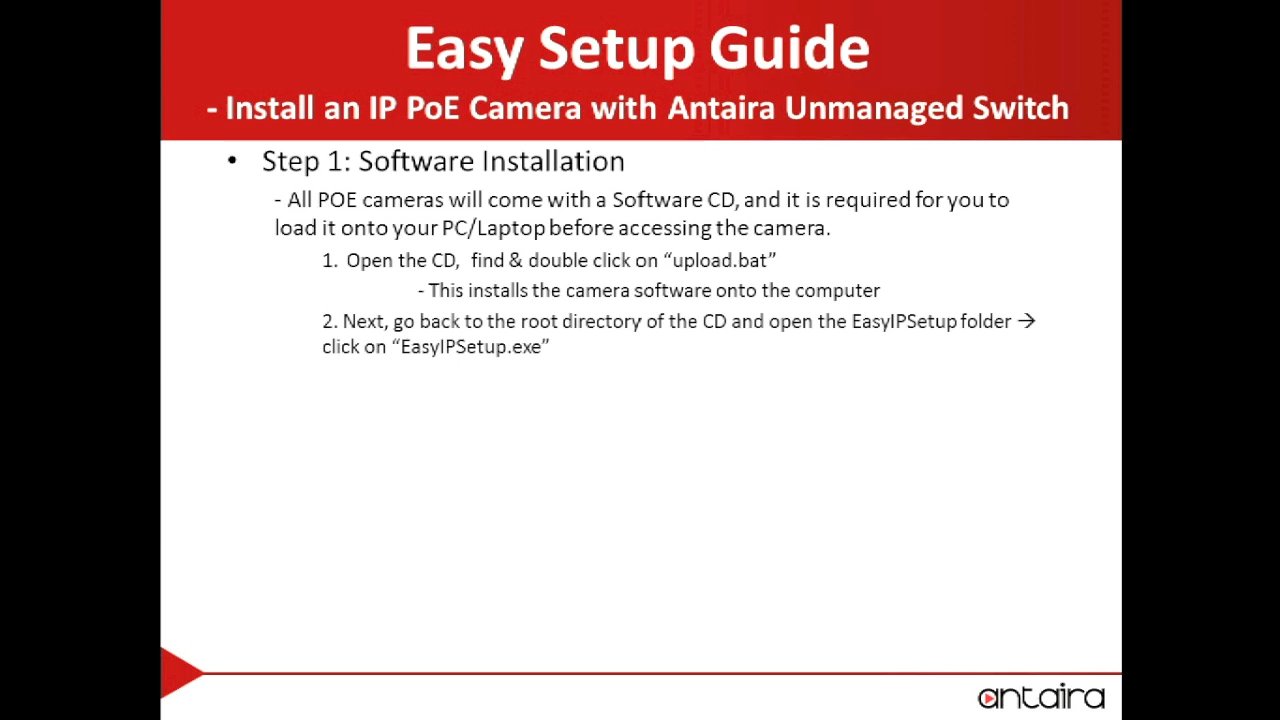 Easy Setup Guide
- Install an IP PoE Camera with Antaira Unmanaged Switch
• Step 1: Software Installation
- All POE cameras will come with a Software CD, and it is required for you to
load it onto your PC/Laptop before accessing the camera.
1. Open the CD, find & double click on “upload.bat”
- This installs the camera software onto the computer
2. Next, go back to the root directory of the CD and open the EasyIPSetup folder →
click on “EasyIPSetup.exe”
antaira